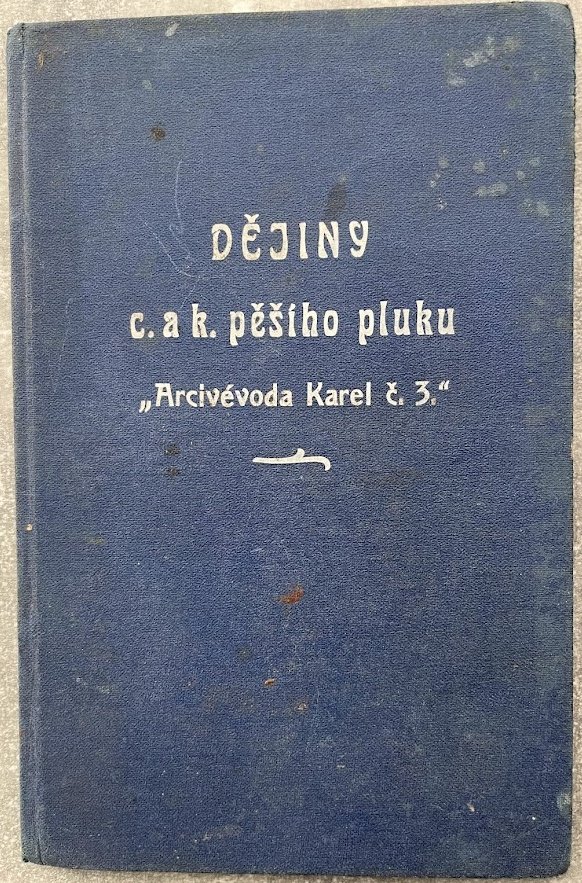 DĚJINY
c. a k. pěšího pluku
„Arcivévoda Karel č. 3.“